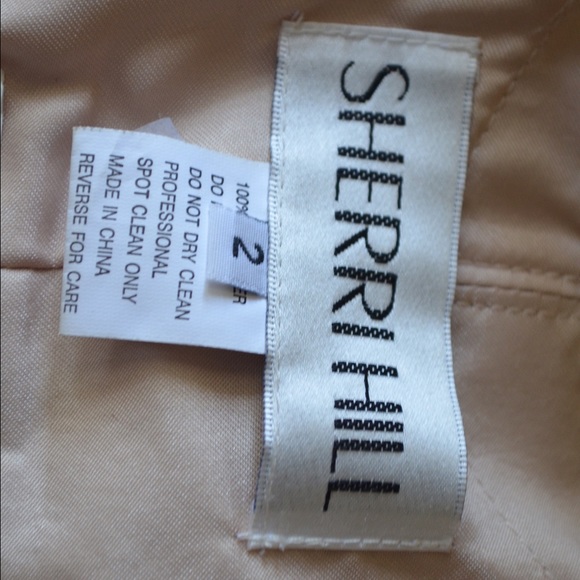 SHERRI HILL
2
100%
DO
DO NOT DRY CLEAN
PROFESSIONAL
SPOT CLEAN ONLY
MADE IN CHINA
REVERSE FOR CARE